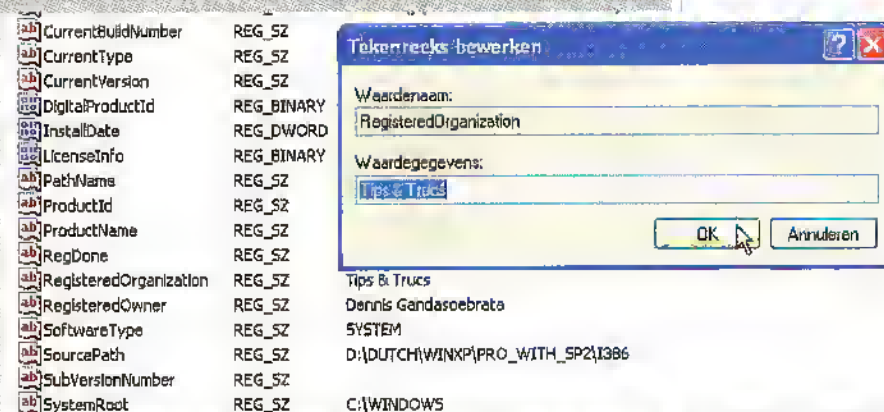 CurrentBuildNumber REG_SZ
CurrentType REG_SZ
CurrentVersion REG_SZ
DigitalProductId REG_BINARY
InstallDate REG_DWORD
LicenseInfo REG_BINARY
PathName REG_SZ
ProductId REG_SZ
ProductName REG_SZ
RegDone REG_SZ
RegisteredOrganization REG_SZ Tips & Trucs
RegisteredOwner REG_SZ Dennis Gandasoebrata
SoftwareType REG_SZ SYSTEM
SourcePath REG_SZ D:\DUTCH\WINXP\PRO_WITH_SP2\I386
SubVersionNumber REG_SZ
SystemRoot REG_SZ C:\WINDOWS
Tekenreeks bewerken
Waardenaam:
RegisteredOrganization
Waardegegevens:
Tips & Trucs
OK Annuleren